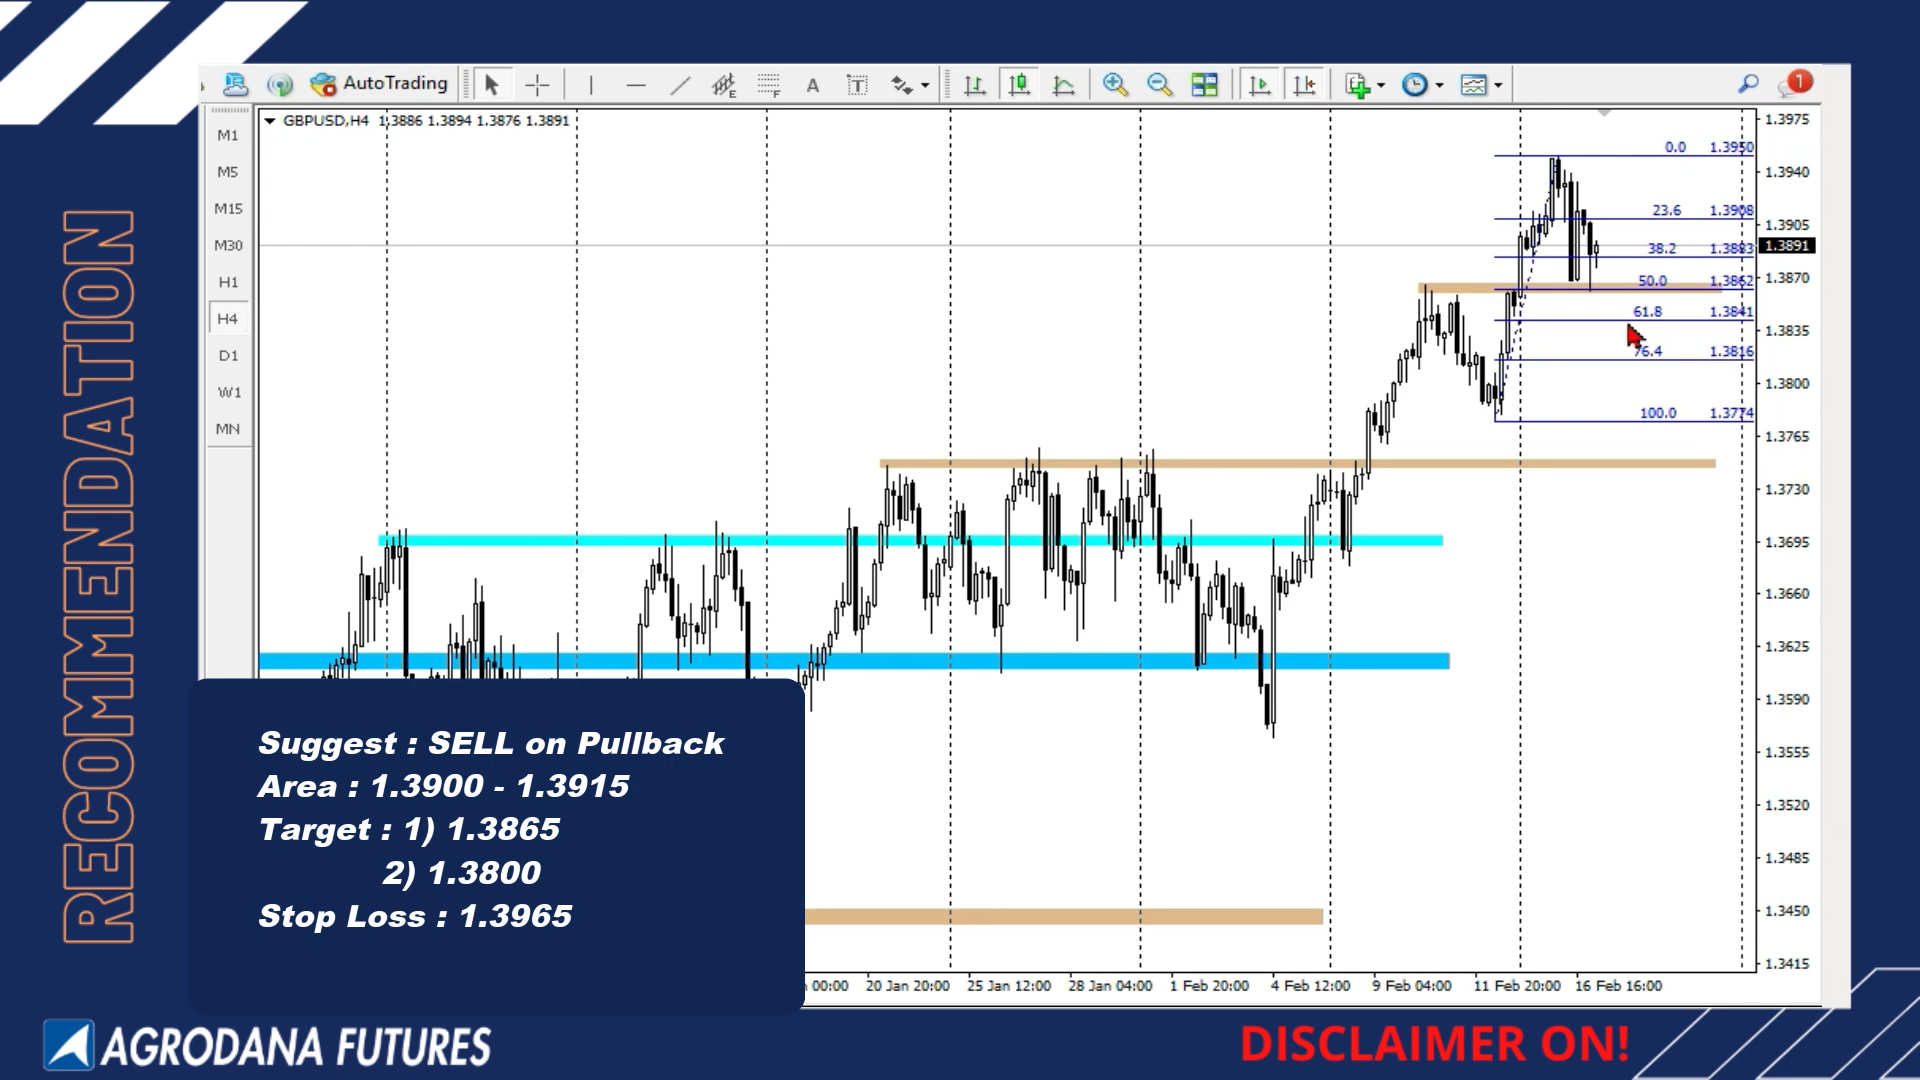 AutoTrading
E
F
A
T
1
M1
M5
M15
M30
H1
H4
D1
W1
MN
GBPUSD,H4 1.3886 1.3894 1.3876 1.3891
0.0 1.3950
23.6 1.3908
38.2 1.3883
50.0 1.3862
61.8 1.3841
76.4 1.3816
100.0 1.3774
1.3975
1.3940
1.3905
1.3891
1.3870
1.3835
1.3800
1.3765
1.3730
1.3695
1.3660
1.3625
1.3590
1.3555
1.3520
1.3485
1.3450
1.3415
00:00 20 Jan 20:00 25 Jan 12:00 28 Jan 04:00 1 Feb 20:00 4 Feb 12:00 9 Feb 04:00 11 Feb 20:00 16 Feb 16:00
RECOMMENDATION
Suggest : SELL on Pullback
Area : 1.3900 - 1.3915
Target : 1) 1.3865
2) 1.3800
Stop Loss : 1.3965
AGRODANA FUTURES
DISCLAIMER ON!